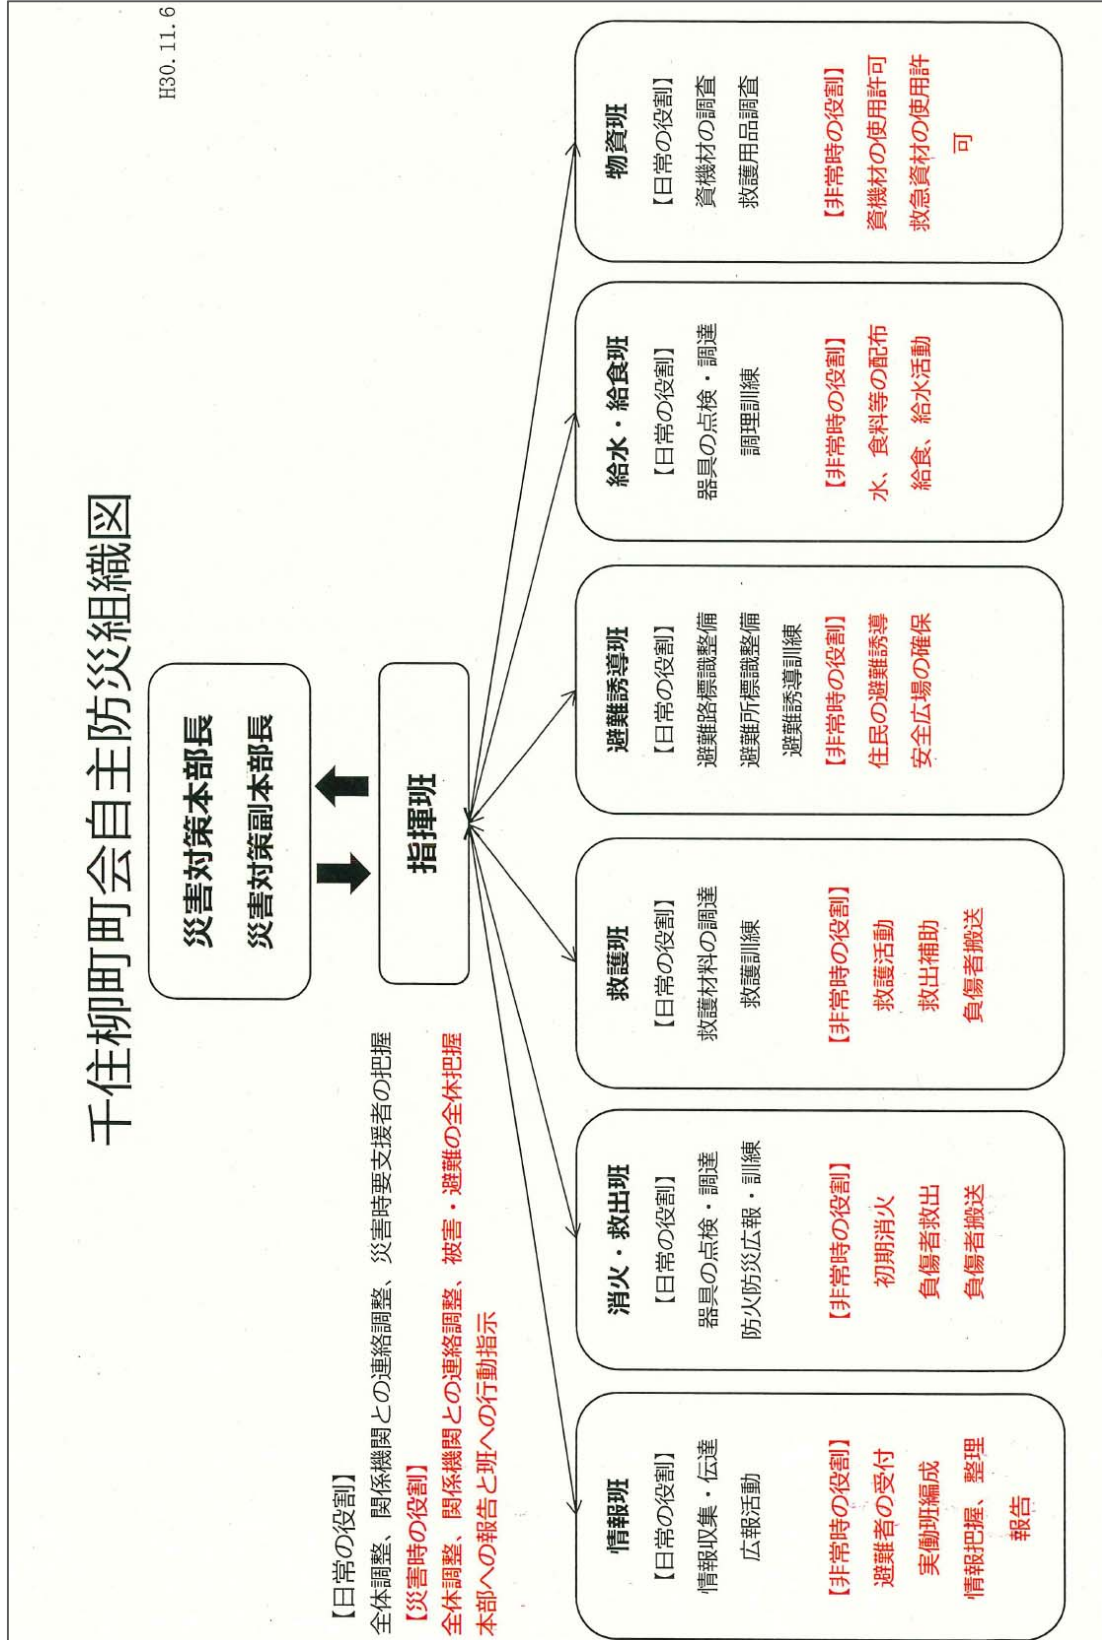 H30.11.6
千住柳町町会自主防災組織図
災害対策本部長
災害対策副本部長
指揮班
【日常の役割】
全体調整、関係機関との連絡調整、災害時要支援者の把握
【災害時の役割】
全体調整、関係機関との連絡調整、被害・避難の全体把握
本部への報告と班への行動指示
情報班
【日常の役割】
情報収集・伝達
広報活動
【非常時の役割】
避難者の受付
実働班編成
情報把握、整理
報告
消火・救出班
【日常の役割】
器具の点検・調達
防火防災広報・訓練
【非常時の役割】
初期消火
負傷者救出
負傷者搬送
救護班
【日常の役割】
救護材料の調達
救護訓練
【非常時の役割】
救護活動
救出補助
負傷者搬送
避難誘導班
【日常の役割】
避難路標識整備
避難所標識整備
避難誘導訓練
【非常時の役割】
住民の避難誘導
安全広場の確保
給水・給食班
【日常の役割】
器具の点検・調達
調理訓練
【非常時の役割】
水、食料等の配布
給食、給水活動
物資班
【日常の役割】
資機材の調査
救護用品調査
【非常時の役割】
資機材の使用許可
救急資材の使用許
可